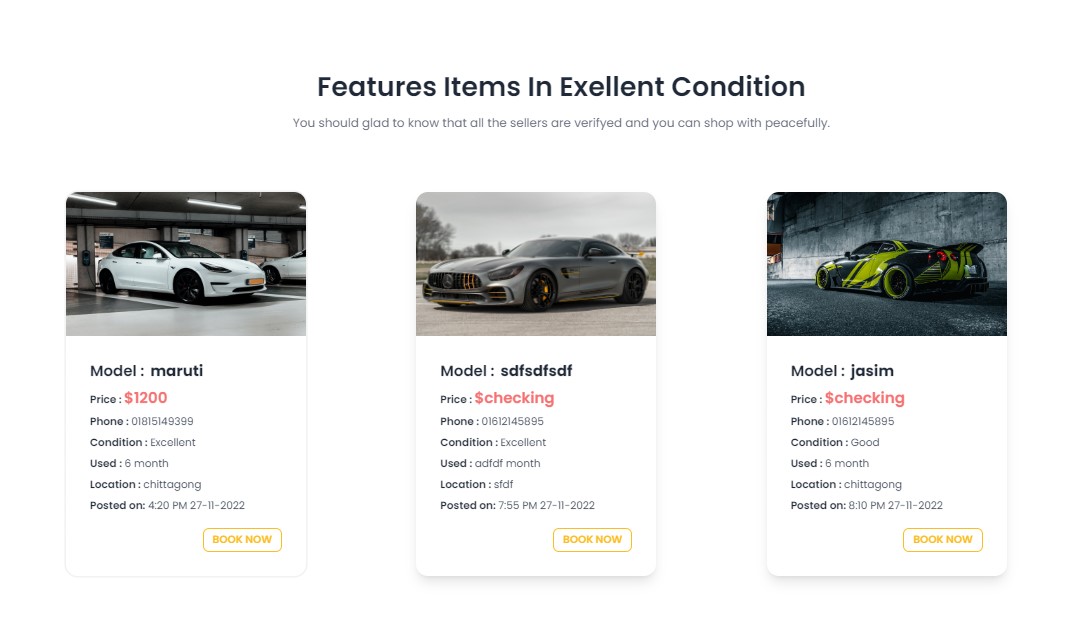 Features Items In Exellent Condition
You should glad to know that all the sellers are verifyed and you can shop with peacefully.
Model : maruti
Price : $1200
Phone : 01815149399
Condition : Excellent
Used : 6 month
Location : chittagong
Posted on: 4:20 PM 27-11-2022
BOOK NOW
Model : sdfsdfsdf
Price : $checking
Phone : 01612145895
Condition : Excellent
Used : adfdf month
Location : sfdf
Posted on: 7:55 PM 27-11-2022
BOOK NOW
Model : jasim
Price : $checking
Phone : 01612145895
Condition : Good
Used : 6 month
Location : chittagong
Posted on: 8:10 PM 27-11-2022
BOOK NOW